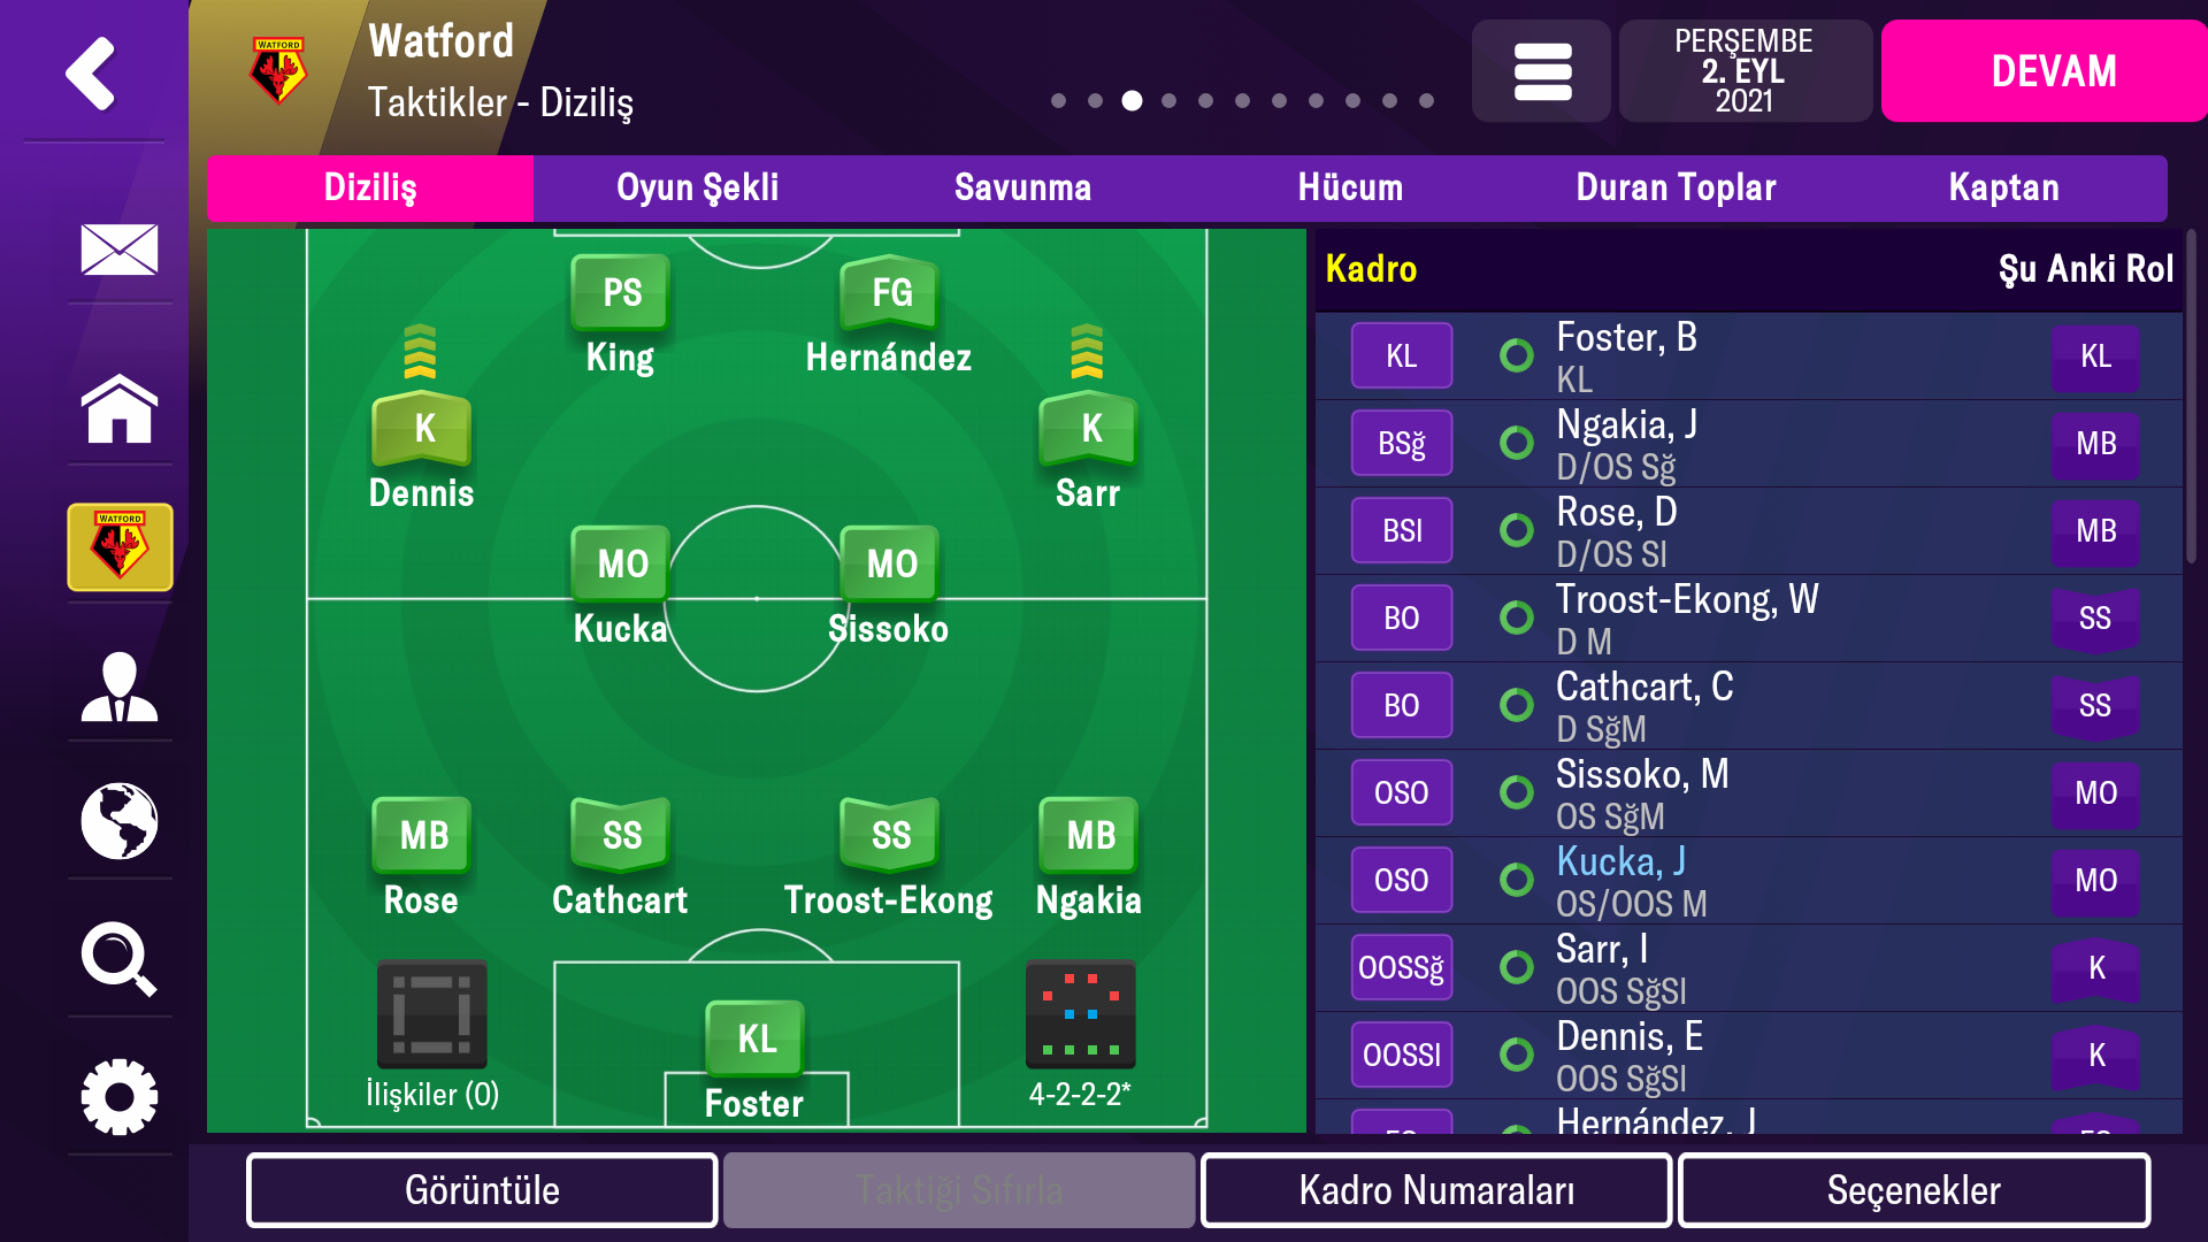 WATFORD
Watford
Taktikler - Diziliş
PERŞEMBE
2. EYL
2021
DEVAM
Diziliş
Oyun Şekli
Savunma
Hücum
Duran Toplar
Kaptan
WATFORD
PS
King
FG
Hernández
K
Dennis
K
Sarr
MO
Kucka
MO
Sissoko
MB
Rose
SS
Cathcart
SS
Troost-Ekong
MB
Ngakia
İlişkiler (0)
KL
Foster
4-2-2-2*
Kadro
Şu Anki Rol
KL
Foster, B
KL
KL
BSğ
Ngakia, J
D/OS Sğ
MB
BSl
Rose, D
D/OS Sl
MB
BO
Troost-Ekong, W
D M
SS
BO
Cathcart, C
D SğM
SS
OSO
Sissoko, M
OS SğM
MO
OSO
Kucka, J
OS/OOS M
MO
OOSSğ
Sarr, I
OOS SğSl
K
OOSSl
Dennis, E
OOS SğSl
K
Hernández, J
Görüntüle
Taktiği Sıfırla
Kadro Numaraları
Seçenekler